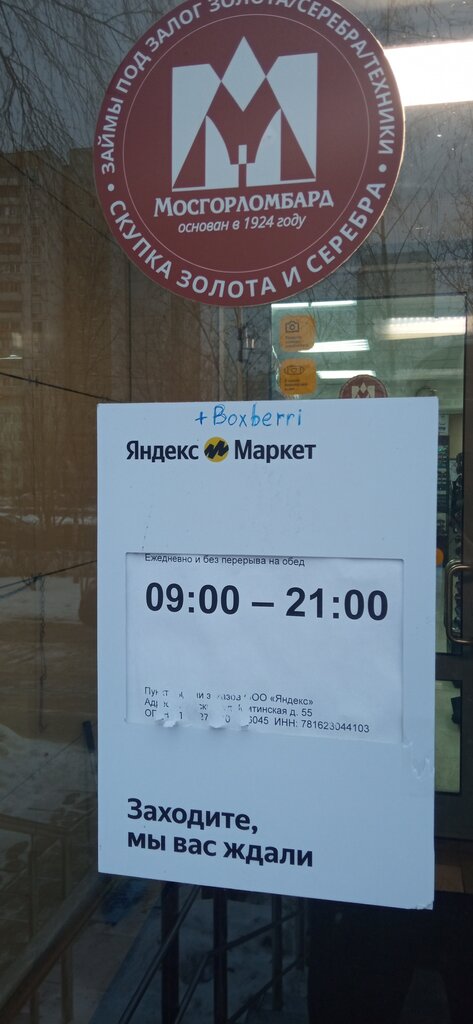 • ЗАЙМЫ ПОД ЗАЛОГ ЗОЛОТА/СЕРЕБРА/ТЕХНИКИ •
МОСГОРЛОМБАРД
основан в 1924 году
СКУПКА ЗОЛОТА И СЕРЕБРА
+Boxberri
Яндекс Маркет
Ежедневно и без перерыва на обед
09:00 – 21:00
ООО «Яндекс»
д. 55
6045 ИНН: 781623044103
Заходите,
мы вас ждали